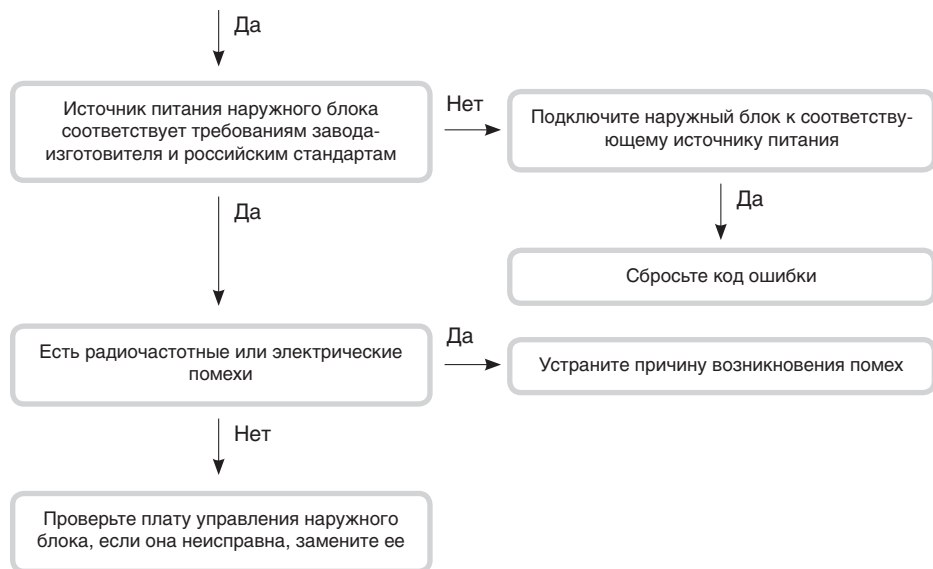 Да
Источник питания наружного блока
соответствует требованиям завода-
изготовителя и российским стандартам
Нет
Подключите наружный блок к соответству-
ющему источнику питания
Да
Да
Сбросьте код ошибки
Есть радиочастотные или электрические
помехи
Да
Устраните причину возникновения помех
Нет
Проверьте плату управления наружного
блока, если она неисправна, замените ее